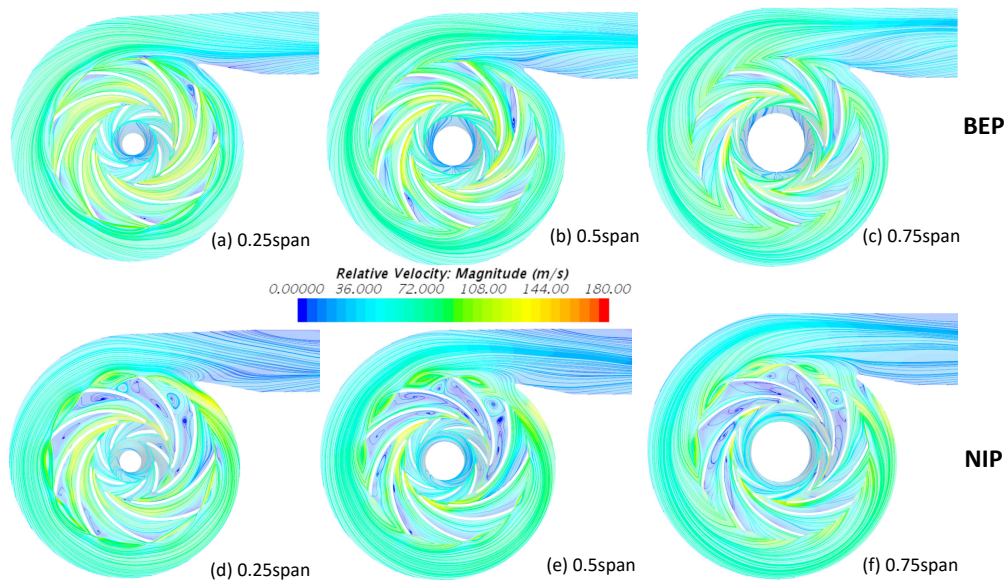 BEP
(a) 0.25span
(b) 0.5span
(c) 0.75span
Relative Velocity: Magnitude (m/s)
0.00000 36.000 72.000 108.00 144.00 180.00
NIP
(d) 0.25span
(e) 0.5span
(f) 0.75span